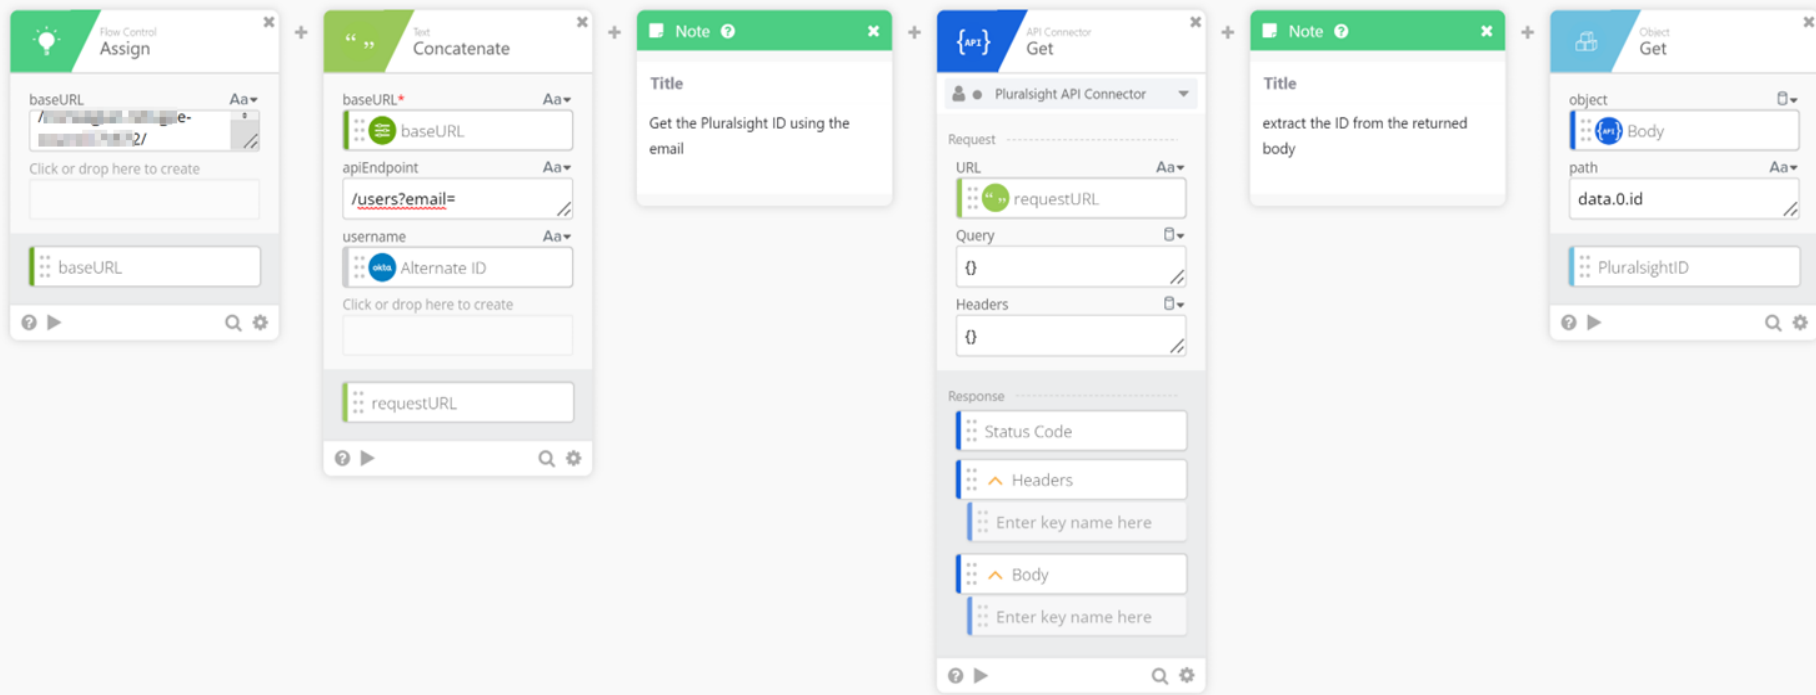 Flow Control
Assign
baseURL
Aa
2/
Click or drop here to create
baseURL
Text
Concatenate
baseURL*
Aa
baseURL
apiEndpoint
Aa
/users?email=
username
Aa
okta
Alternate ID
Click or drop here to create
requestURL
Note
Title
Get the Pluralsight ID using the
email
{API}
API Connector
Get
Pluralsight API Connector
Request
URL
Aa
requestURL
Query
{}
Headers
{}
Response
Status Code
Headers
Enter key name here
Body
Enter key name here
Note
Title
extract the ID from the returned
body
Object
Get
object
{API}
Body
path
Aa
data.0.id
PluralsightID